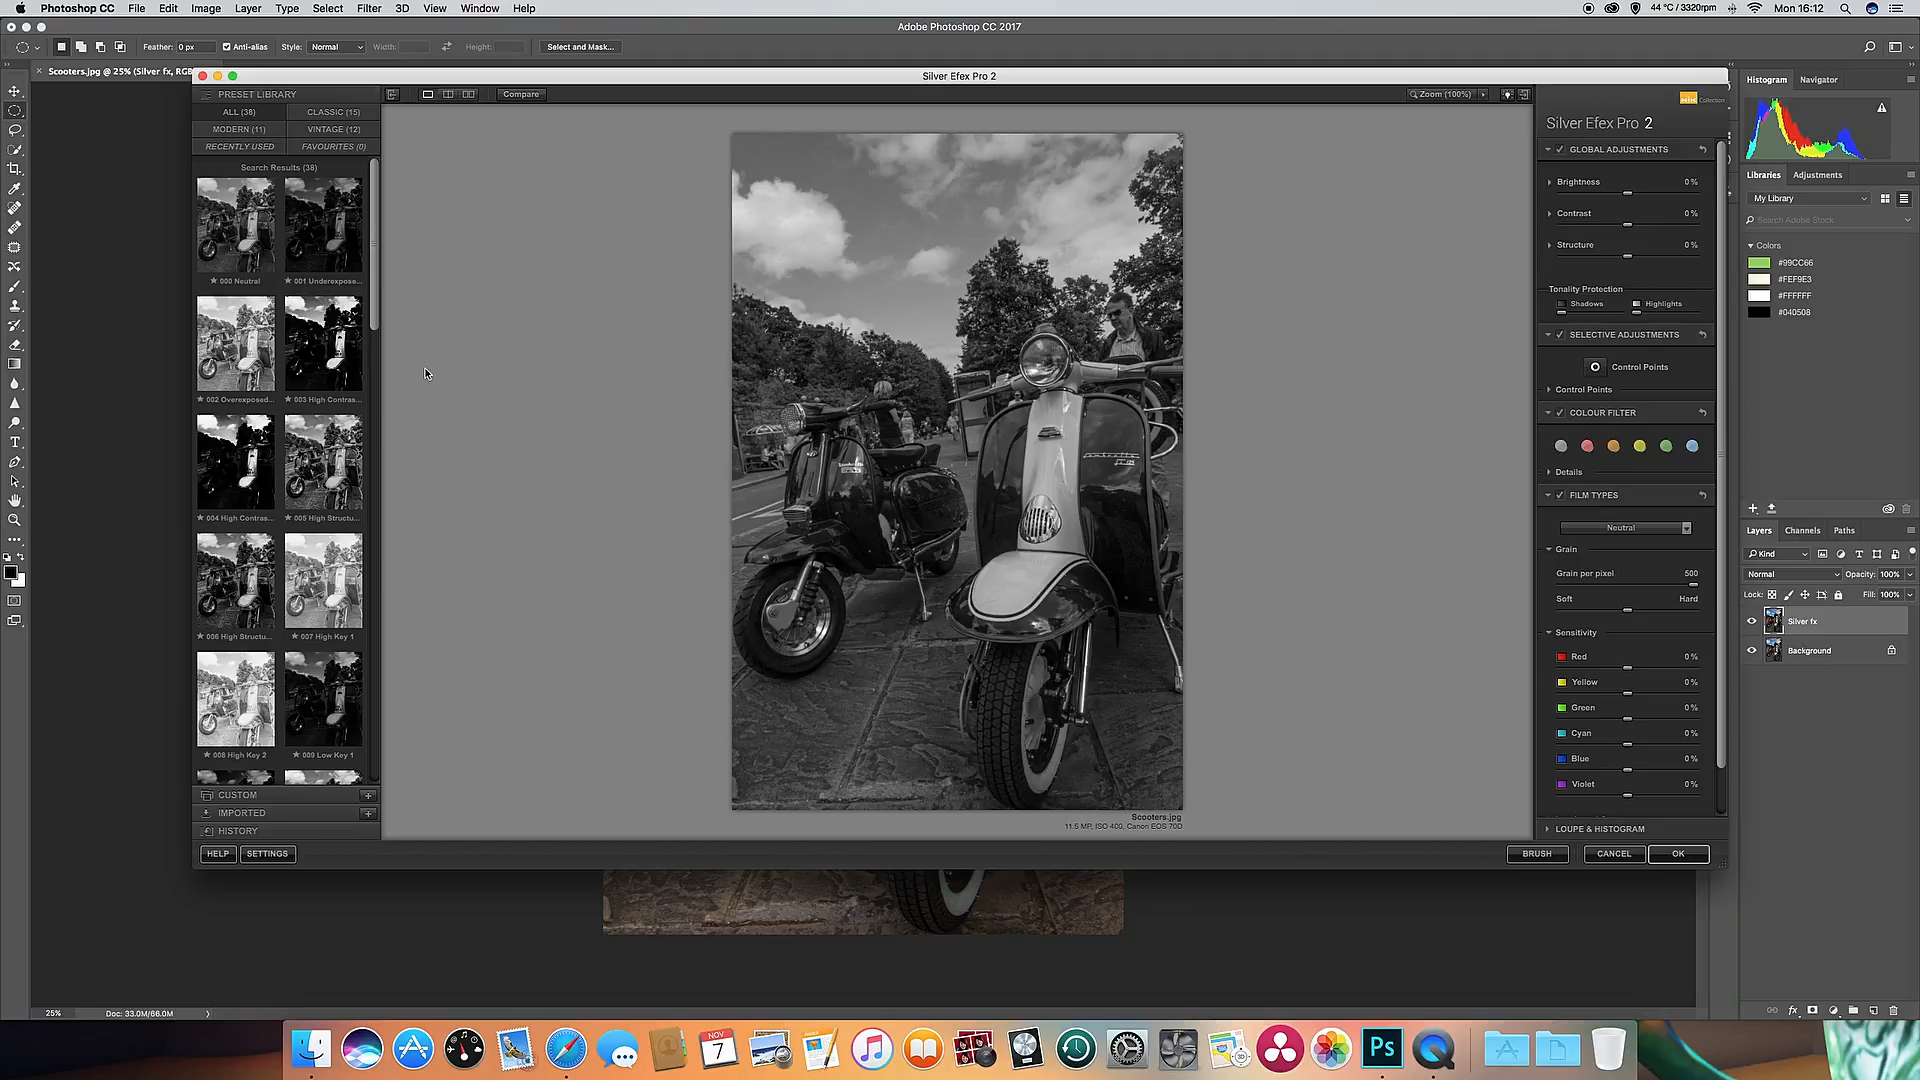 Photoshop CC File Edit Image Layer Type Select Filter 3D View Window Help
44 °C / 3320rpm Mon 16:12
Adobe Photoshop CC 2017
Feather: 0 px Anti-alias Style: Normal Width: Height: Select and Mask...
Scooters.jpg @ 25% (Silver fx, RGB
Silver Efex Pro 2
PRESET LIBRARY
ALL (38) CLASSIC (15)
MODERN (11) VINTAGE (12)
RECENTLY USED FAVOURITES (0)
Search Results (38)
000 Neutral 001 Underexpose...
002 Overexposed... 003 High Contras...
004 High Contras... 005 High Structu...
006 High Structu... 007 High Key 1
008 High Key 2 009 Low Key 1
CUSTOM
IMPORTED
HISTORY
HELP SETTINGS
Compare
Zoom (100%)
Scooters.jpg
11.5 MP, ISO 400, Canon EOS 70D
Nik Collection
Silver Efex Pro 2
GLOBAL ADJUSTMENTS
Brightness 0 %
Contrast 0 %
Structure 0 %
Tonality Protection
Shadows Highlights
SELECTIVE ADJUSTMENTS
Control Points
Control Points
COLOUR FILTER
Details
FILM TYPES
Neutral
Grain
Grain per pixel 500
Soft Hard
Sensitivity
Red 0 %
Yellow 0 %
Green 0 %
Cyan 0 %
Blue 0 %
Violet 0 %
LOUPE & HISTOGRAM
BRUSH CANCEL OK
Histogram Navigator
Libraries Adjustments
My Library
Search Adobe Stock
Colors
#99CC66
#FEF9E3
#FFFFFF
#040508
Layers Channels Paths
Kind
Normal Opacity: 100%
Lock: Fill: 100%
Silver fx
Background
25% Doc: 33.0M/66.0M
NOV
7
PAGES
3D
Ps